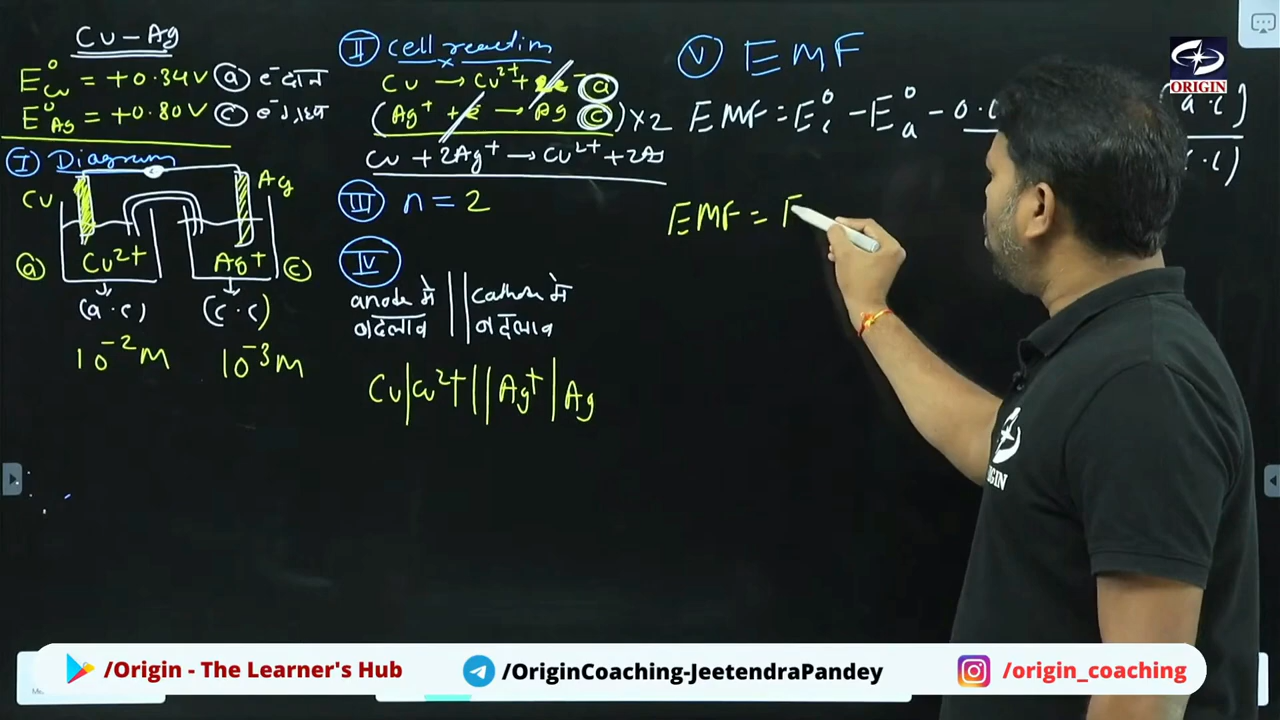 Cu-Ag
E°Cu = +0.34V (a) e⁻ दान
E°Ag = +0.80V (c) e⁻
(I) Diagram
Cu
Ag
(a) Cu²⁺
Ag⁺ (c)
(a.c)
(c.c)
10⁻²M
10⁻³M
(II) Cell reaction
Cu → Cu²⁺ + 2e⁻ (a)
(Ag⁺ + e → Ag (c)) × 2
Cu + 2Ag⁺ → Cu²⁺ + 2Ag
(III) n = 2
(IV)
anode में || Cathode में
बदलाव || बदलाव
Cu|Cu²⁺||Ag⁺|Ag
(V) EMF
EMF = E°c - E°a - 0.
(a.c)
EMF =
ORIGIN
/Origin - The Learner's Hub
/OriginCoaching-JeetendraPandey
/origin_coaching